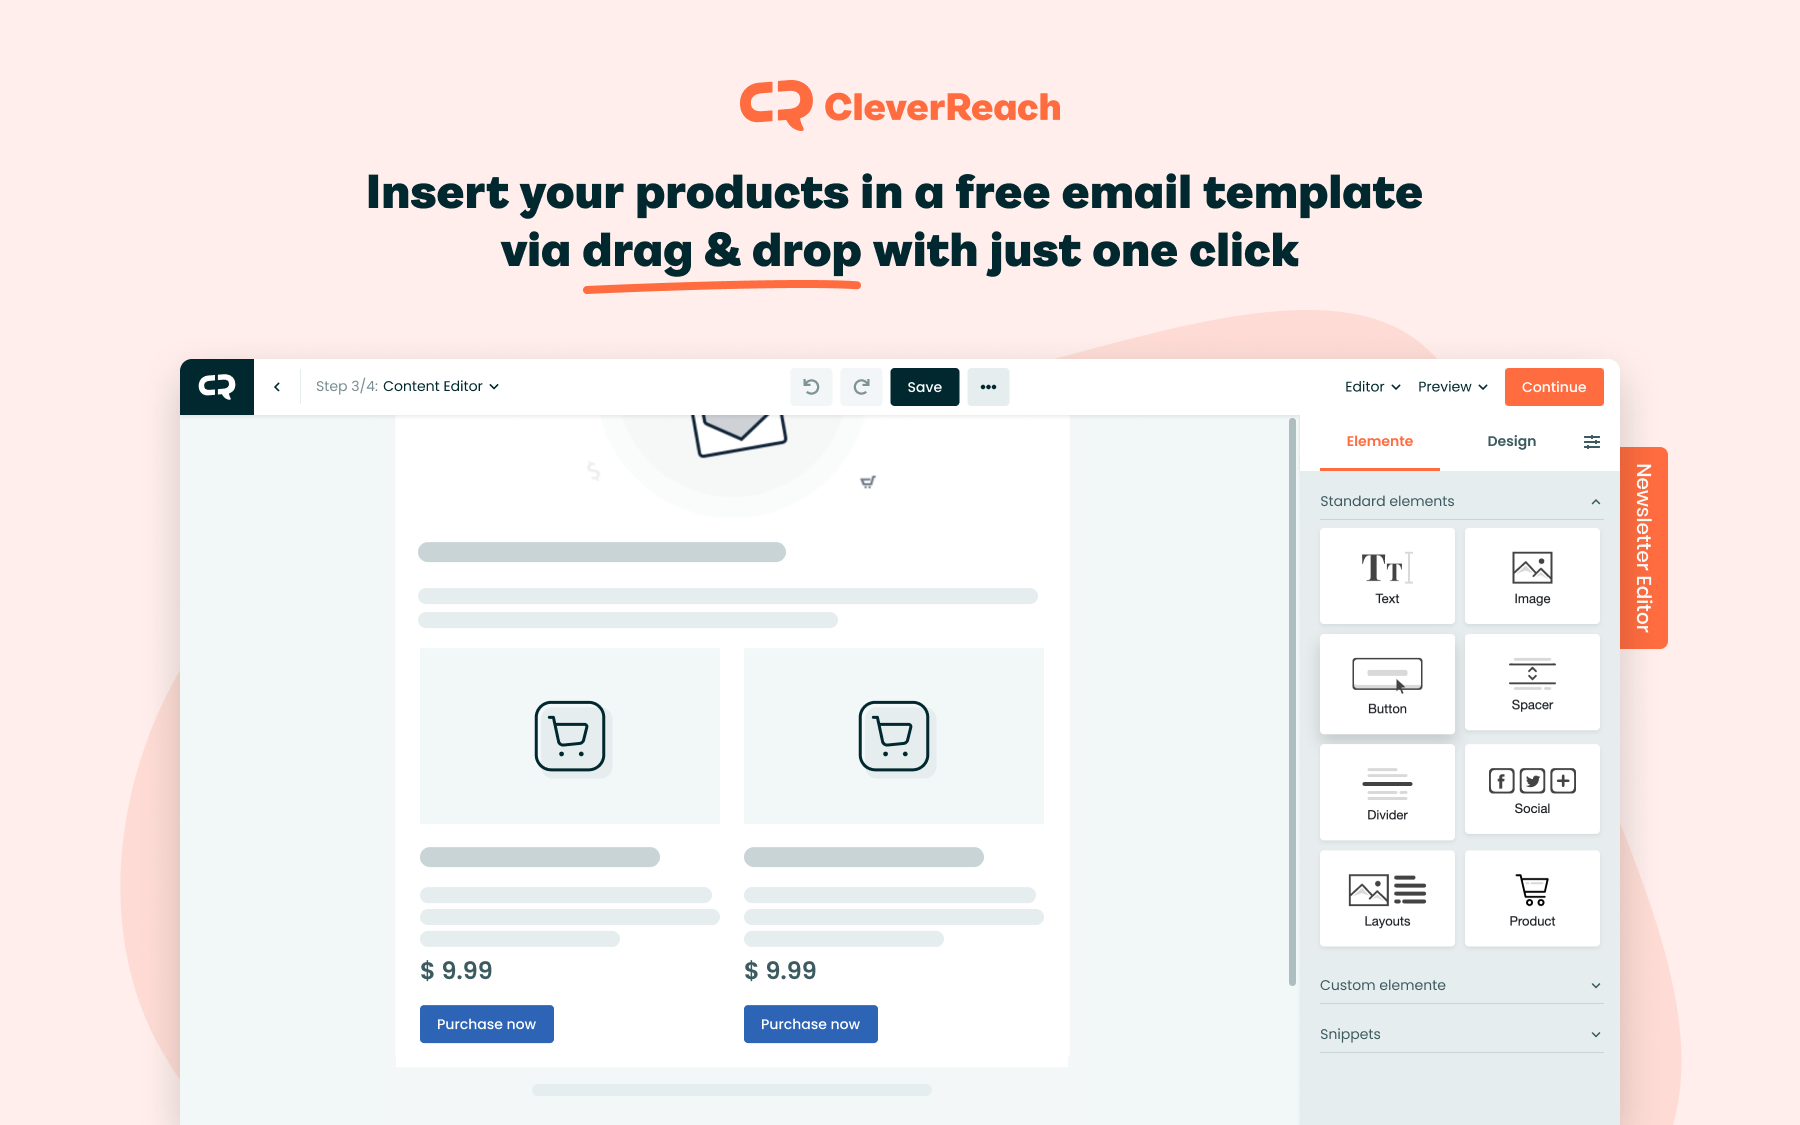 CleverReach
Insert your products in a free email template
via drag & drop with just one click
Step 3/4: Content Editor
Save
Editor
Preview
Continue
Elemente
Design
Newsletter Editor
Standard elements
Text
Image
Button
Spacer
Divider
Social
Layouts
Product
Custom elemente
Snippets
$ 9.99
$ 9.99
Purchase now
Purchase now